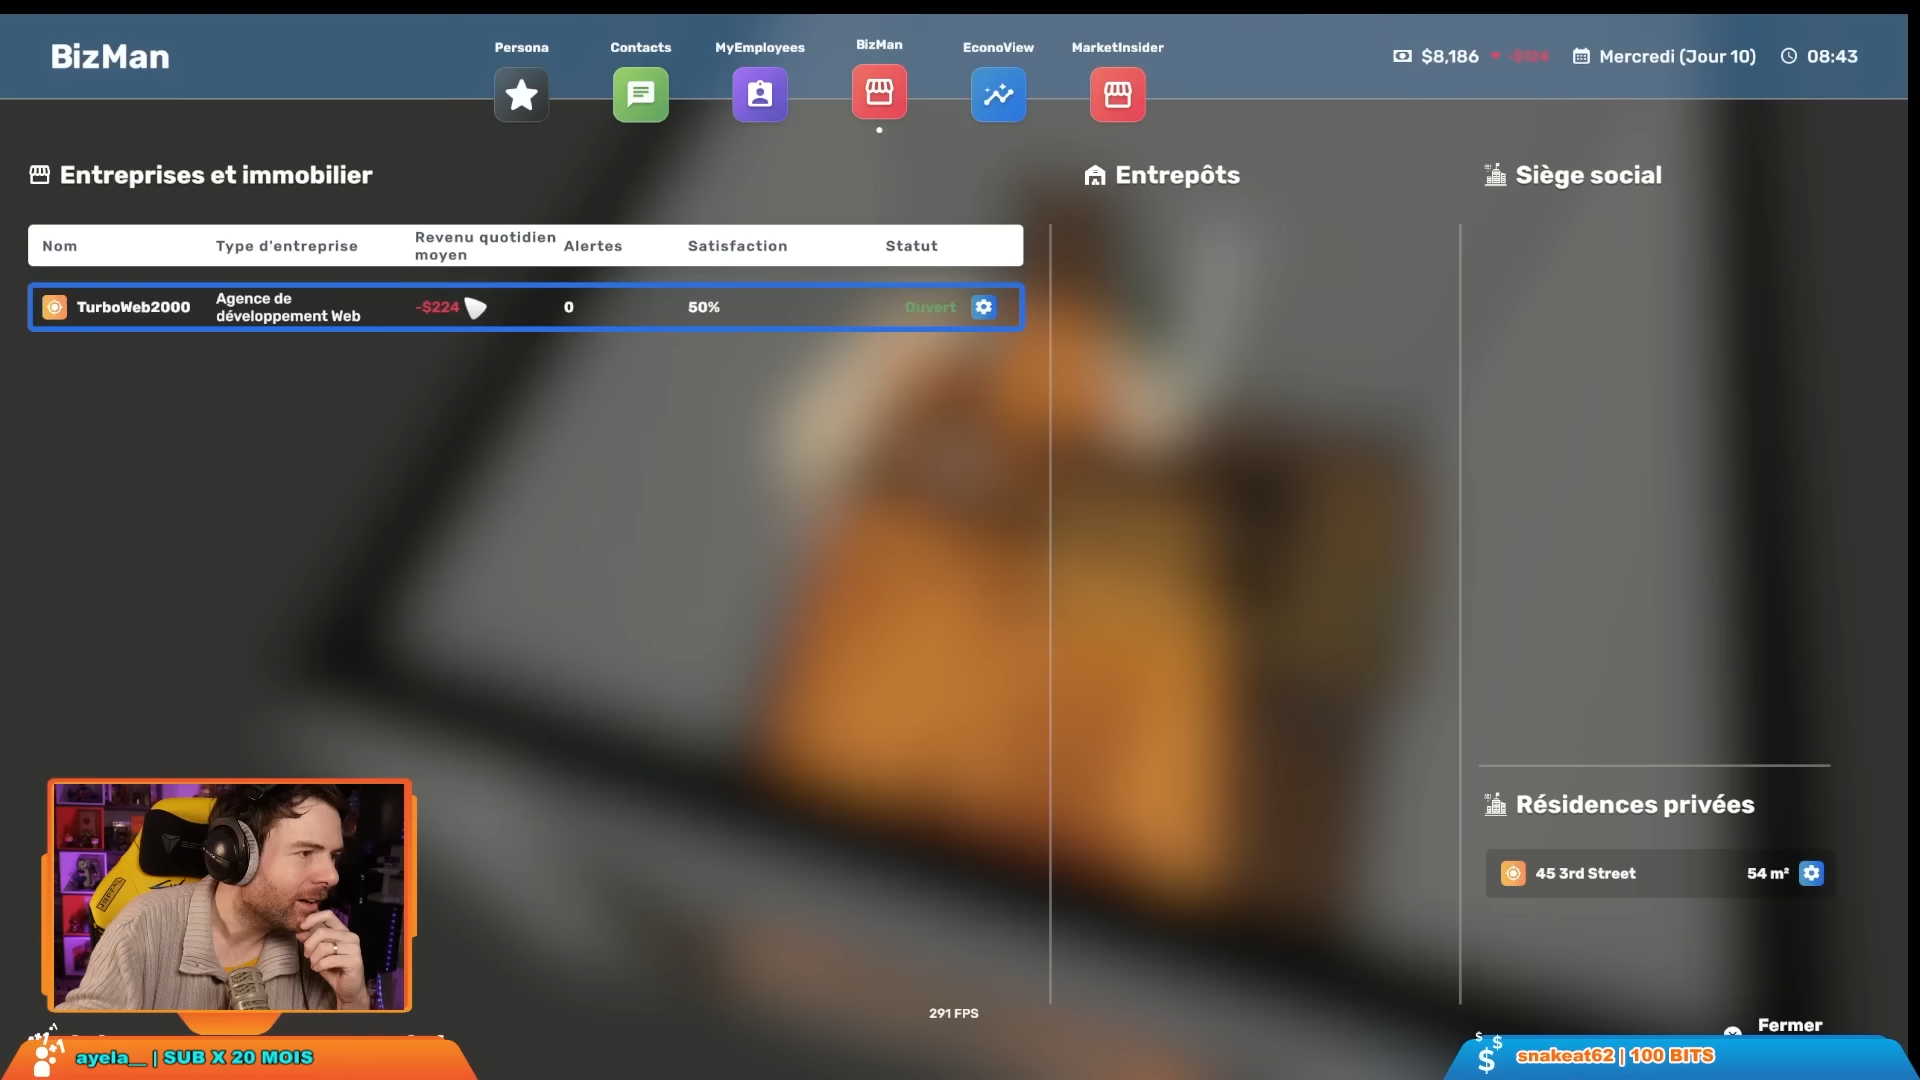 BizMan
Persona
Contacts
MyEmployees
BizMan
EconoView
MarketInsider
$8,186
-$124
Mercredi (Jour 10)
08:43
Entreprises et immobilier
Entrepôts
Siège social
Nom
Type d'entreprise
Revenu quotidien
moyen
Alertes
Satisfaction
Statut
TurboWeb2000
Agence de
développement Web
-$224
0
50%
Ouvert
Résidences privées
45 3rd Street
54 m²
291 FPS
Fermer
ayela__ | SUB X 20 MOIS
snakeat62 | 100 BITS